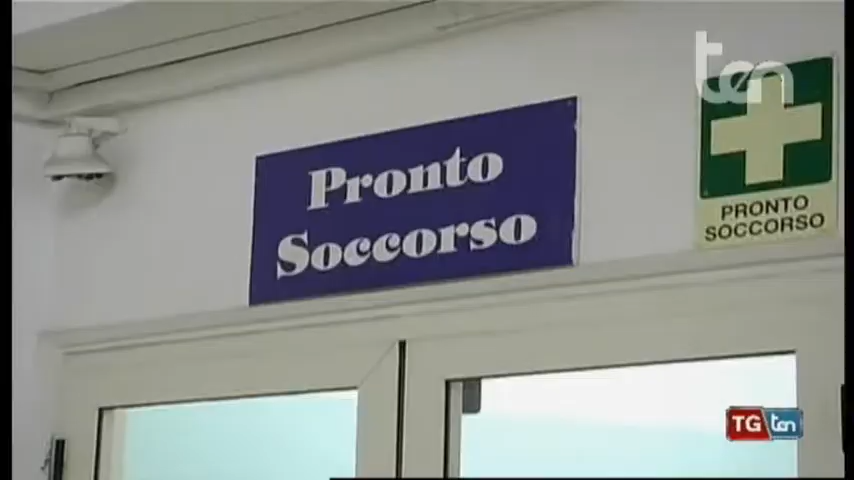 ten
Pronto
Soccorso
PRONTO
SOCCORSO
TG ten